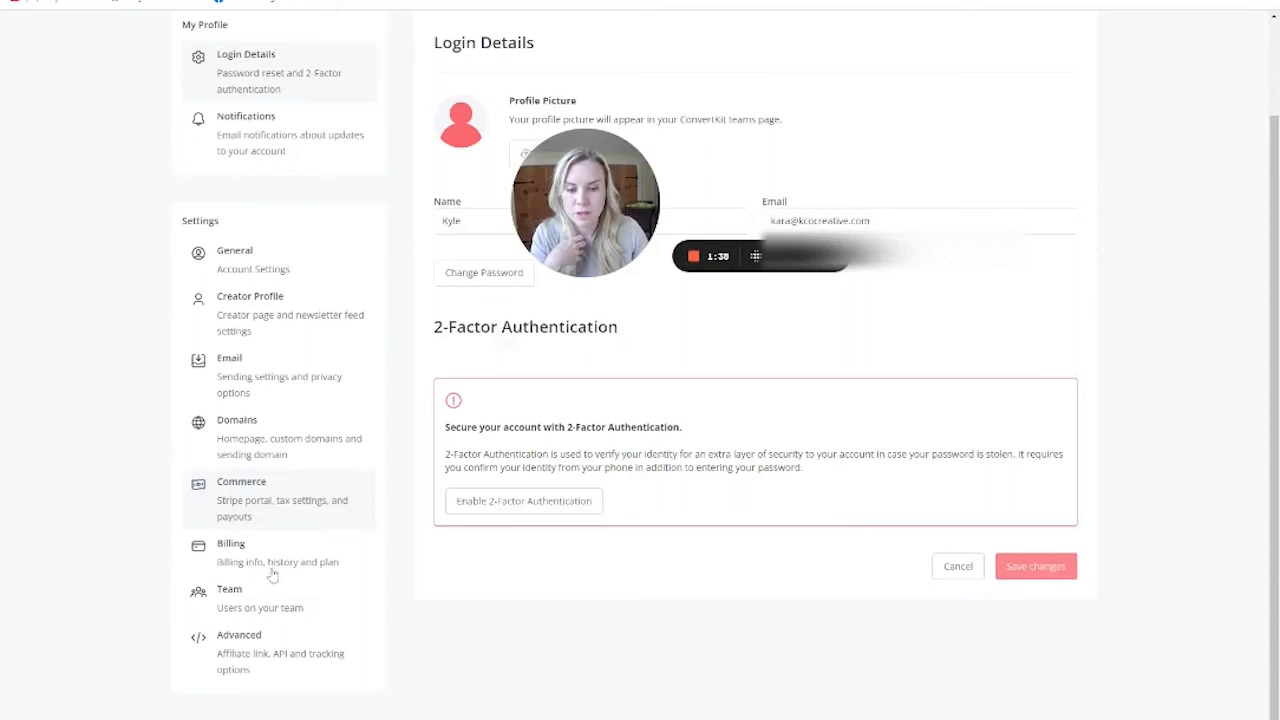 My Profile
Login Details
Password reset and 2-Factor
authentication
Notifications
Email notifications about updates
to your account
Settings
General
Account Settings
Creator Profile
Creator page and newsletter feed
settings
Email
Sending settings and privacy
options
Domains
Homepage, custom domains and
sending domain
Commerce
Stripe portal, tax settings, and
payouts
Billing
Billing info, history and plan
Team
Users on your team
Advanced
Affiliate link, API and tracking
options
Login Details
Profile Picture
Your profile picture will appear in your ConvertKit teams page.
Name
Email
Kyle
kara@kcocreative.com
1:38
Change Password
2-Factor Authentication
Secure your account with 2-Factor Authentication.
2-Factor Authentication is used to verify your identity for an extra layer of security to your account in case your password is stolen. It requires
you confirm your identity from your phone in addition to entering your password.
Enable 2-Factor Authentication
Cancel
Save changes